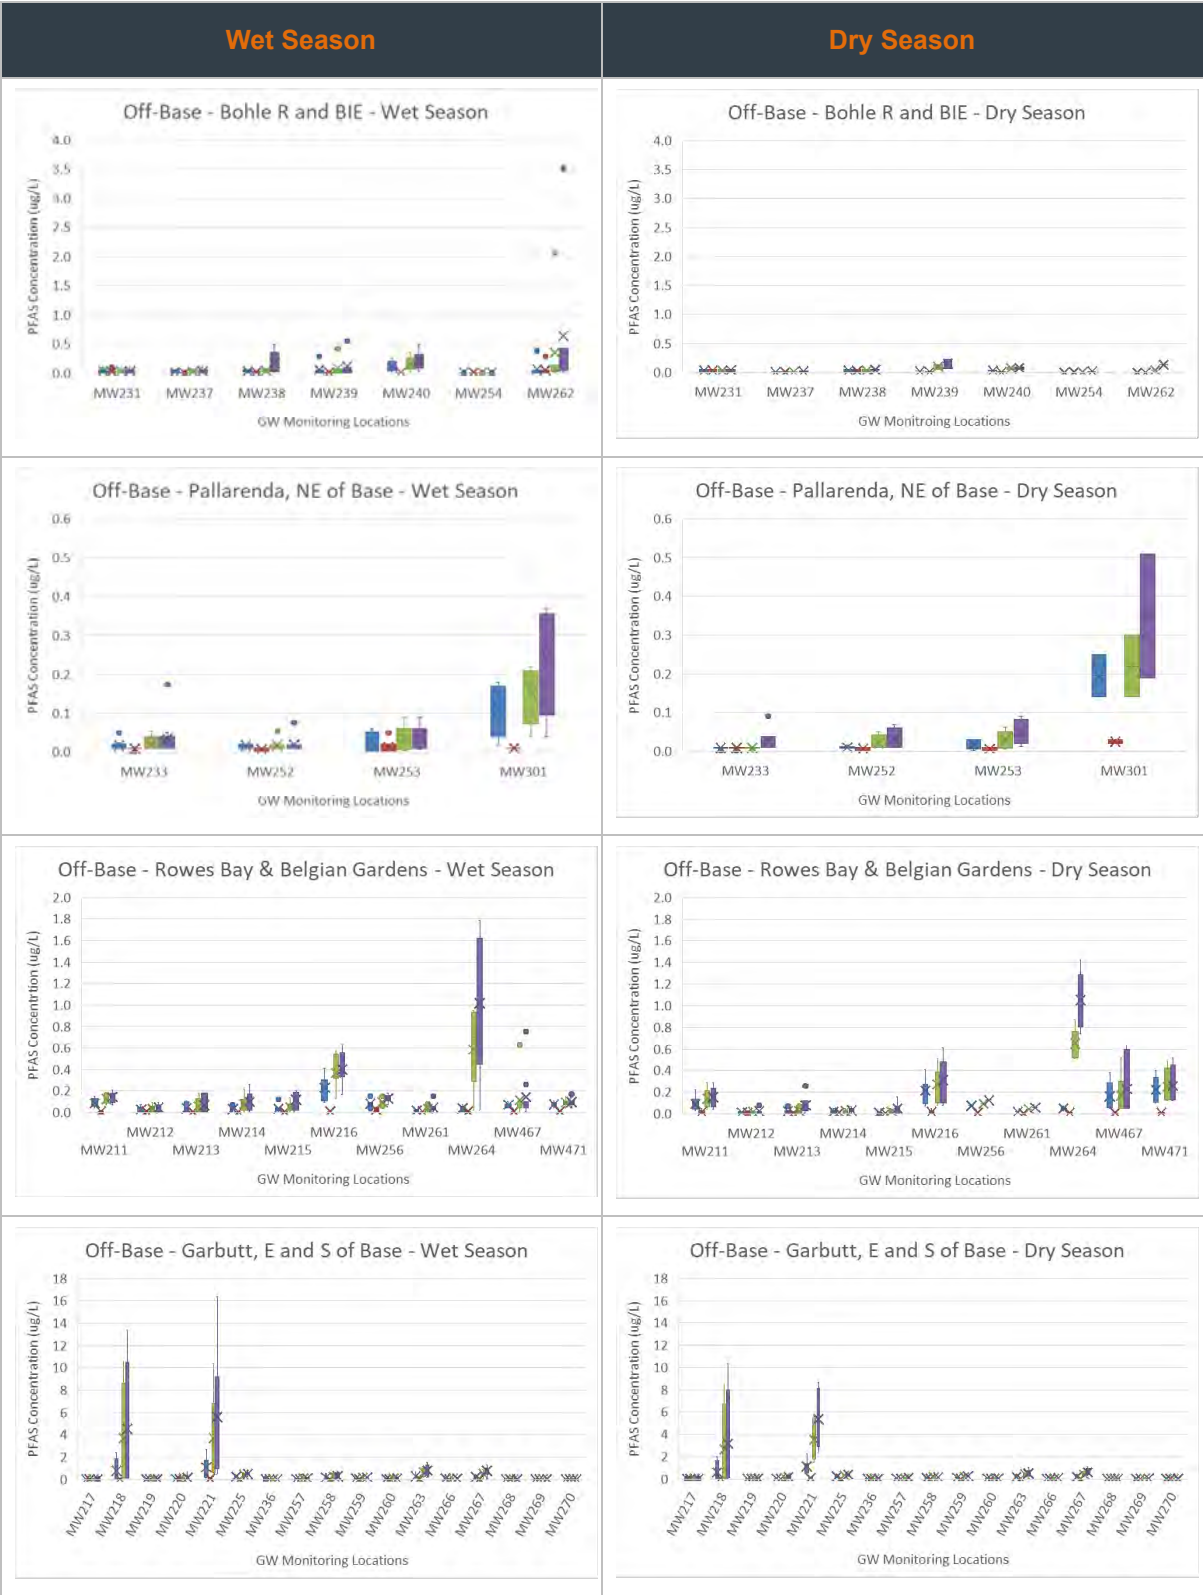 Wet Season
Dry Season
Off-Base - Bohle R and BIE - Wet Season
4.0
3.5
3.0
2.5
2.0
1.5
1.0
0.5
0.0
PFAS Concentration (ug/L)
MW231 MW237 MW238 MW239 MW240 MW254 MW262
GW Monitoring Locations
Off-Base - Bohle R and BIE - Dry Season
4.0
3.5
3.0
2.5
2.0
1.5
1.0
0.5
0.0
PFAS Concentration (ug/L)
MW231 MW237 MW238 MW239 MW240 MW254 MW262
GW Monitroing Locations
Off-Base - Pallarenda, NE of Base - Wet Season
0.6
0.5
0.4
0.3
0.2
0.1
0.0
PFAS Concentration (ug/L)
MW233 MW252 MW253 MW301
GW Monitoring Locations
Off-Base - Pallarenda, NE of Base - Dry Season
0.6
0.5
0.4
0.3
0.2
0.1
0.0
PFAS Concentration (ug/L)
MW233 MW252 MW253 MW301
GW Monitoring Locations
Off-Base - Rowes Bay & Belgian Gardens - Wet Season
2.0
1.8
1.6
1.4
1.2
1.0
0.8
0.6
0.4
0.2
0.0
PFAS Concentrtion (ug/L)
MW212 MW214 MW216 MW261 MW467
MW211 MW213 MW215 MW256 MW264 MW471
GW Monitoring Locations
Off-Base - Rowes Bay & Belgian Gardens - Dry Season
2.0
1.8
1.6
1.4
1.2
1.0
0.8
0.6
0.4
0.2
0.0
PFAS Concentration (ug/L)
MW212 MW214 MW216 MW261 MW467
MW211 MW213 MW215 MW256 MW264 MW471
GW Monitoring Locations
Off-Base - Garbutt, E and S of Base - Wet Season
18
16
14
12
10
8
6
4
2
0
PFAS Concentration (ug/L)
MW217 MW218 MW219 MW220 MW221 MW225 MW236 MW257 MW258 MW259 MW260 MW263 MW266 MW267 MW268 MW269 MW270
GW Monitoring Locations
Off-Base - Garbutt, E and S of Base - Dry Season
18
16
14
12
10
8
6
4
2
0
PFAS Concentration (ug/L)
MW217 MW218 MW219 MW220 MW221 MW225 MW236 MW257 MW258 MW259 MW260 MW263 MW266 MW267 MW268 MW269 MW270
GW Monitoring Locations